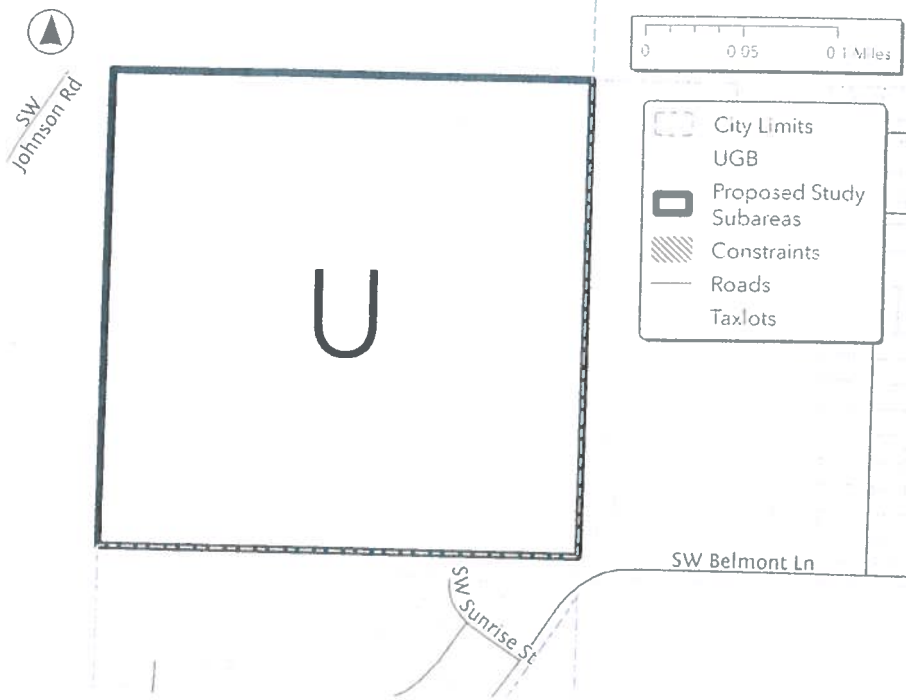 SW
Johnson Rd
0 0.05 0.1 Miles
City Limits
UGB
Proposed Study
Subareas
Constraints
Roads
Taxlots
U
SW Belmont Ln
SW Sunrise St